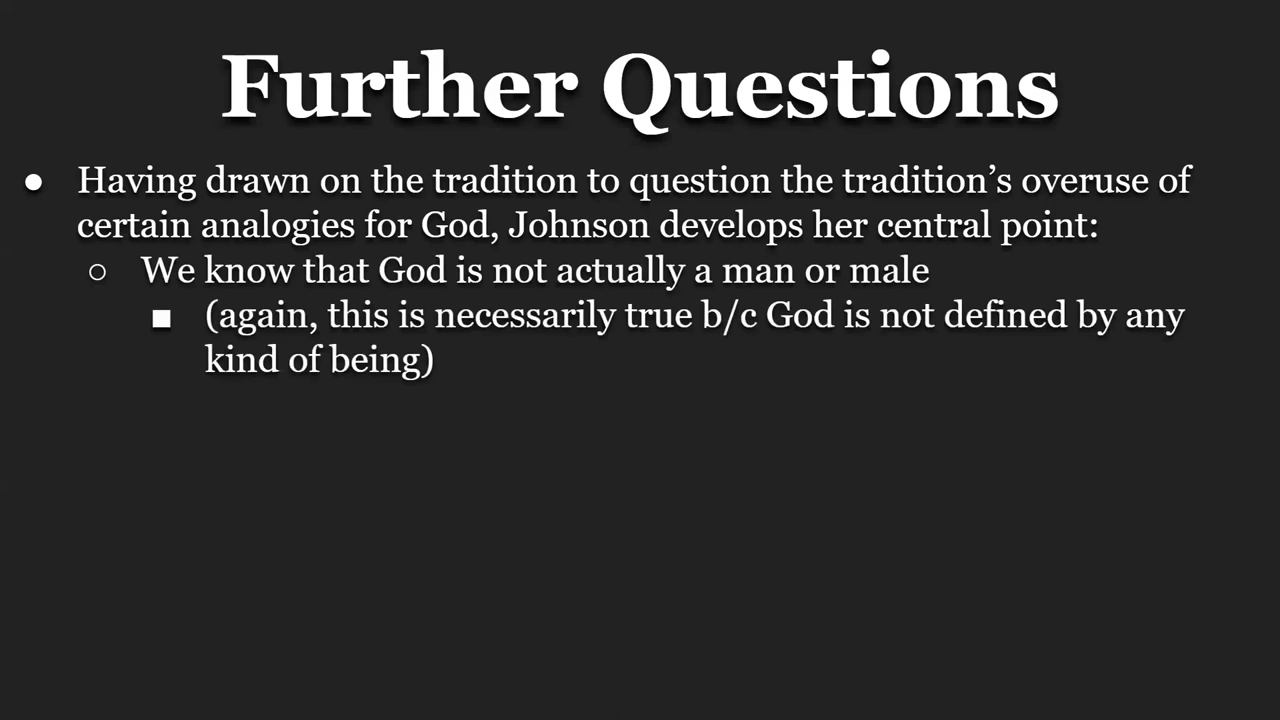 Further Questions
● Having drawn on the tradition to question the tradition’s overuse of
certain analogies for God, Johnson develops her central point:
○ We know that God is not actually a man or male
■ (again, this is necessarily true b/c God is not defined by any
kind of being)